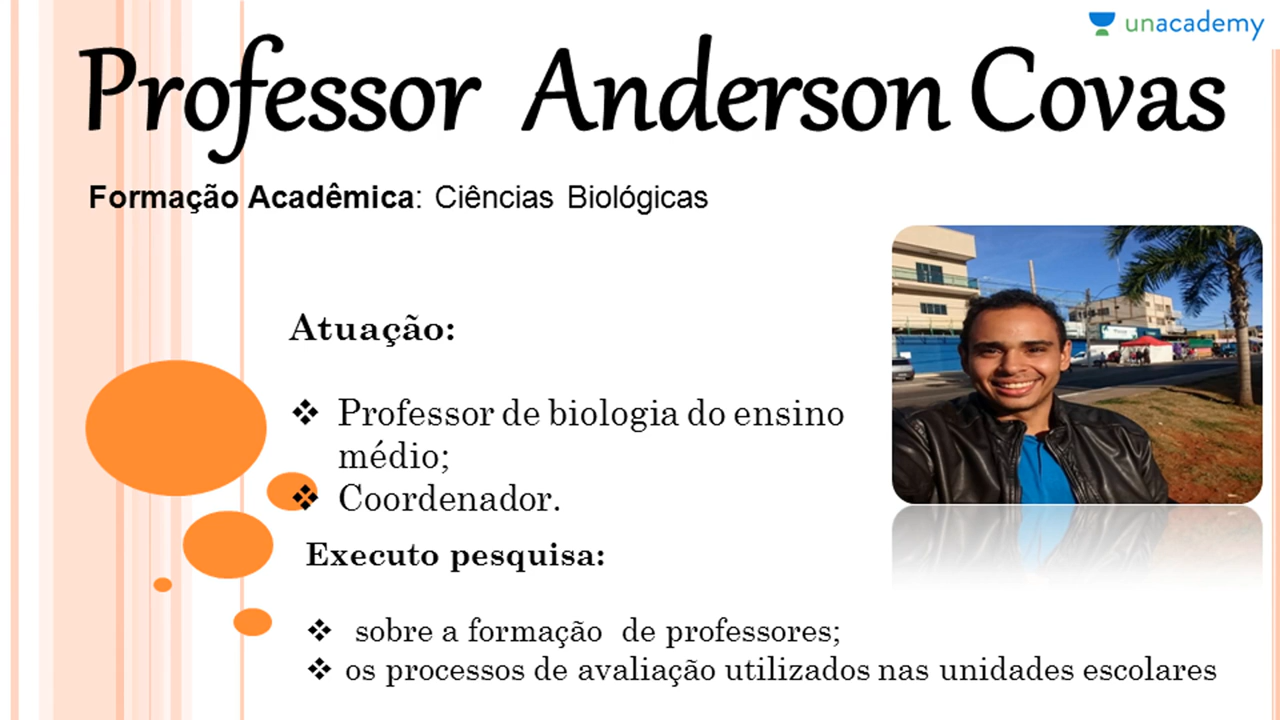 unacademy
Professor Anderson Covas
Formação Acadêmica: Ciências Biológicas
Atuação:
❖ Professor de biologia do ensino
médio;
❖ Coordenador.
Executo pesquisa:
❖ sobre a formação de professores;
❖ os processos de avaliação utilizados nas unidades escolares